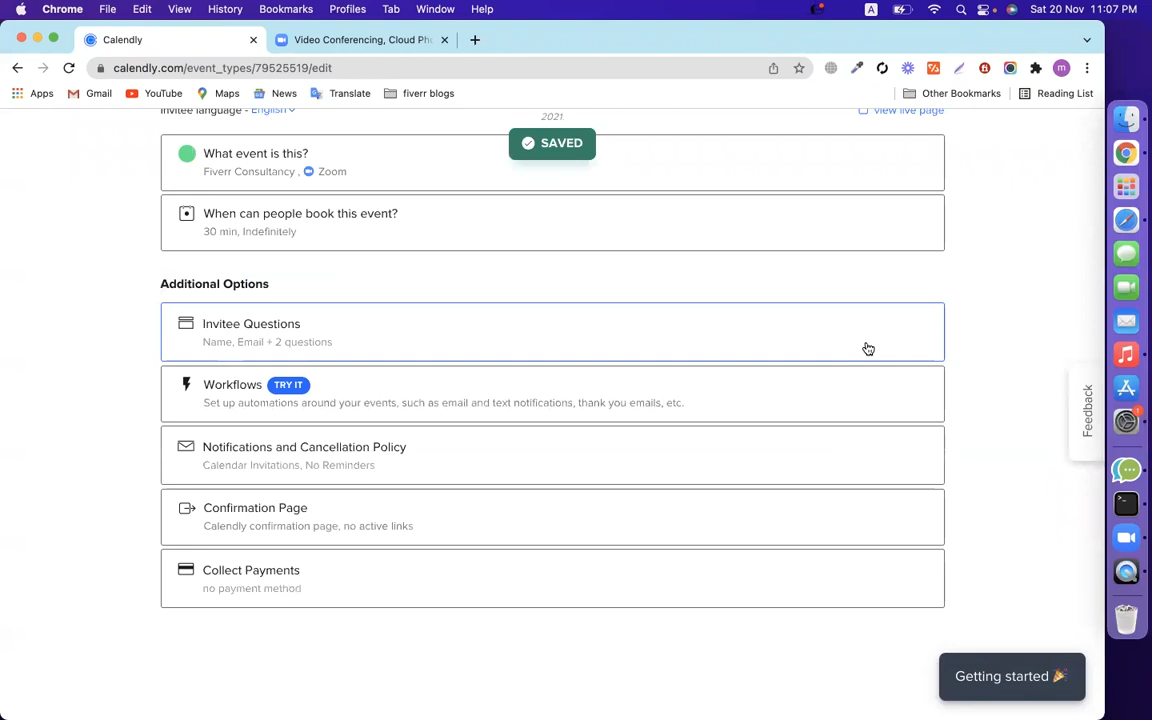 Chrome File Edit View History Bookmarks Profiles Tab Window Help A Sat 20 Nov 11:07 PM
Calendly
Video Conferencing, Cloud Pho
calendly.com/event_types/79525519/edit
m
Apps Gmail YouTube Maps News Translate fiverr blogs Other Bookmarks Reading List
Invitee language - English
2021.
View live page
SAVED
What event is this?
Fiverr Consultancy , Zoom
When can people book this event?
30 min, Indefinitely
Additional Options
Invitee Questions
Name, Email + 2 questions
Workflows TRY IT
Set up automations around your events, such as email and text notifications, thank you emails, etc.
Notifications and Cancellation Policy
Calendar Invitations, No Reminders
Confirmation Page
Calendly confirmation page, no active links
Collect Payments
no payment method
Feedback
Getting started 🎉